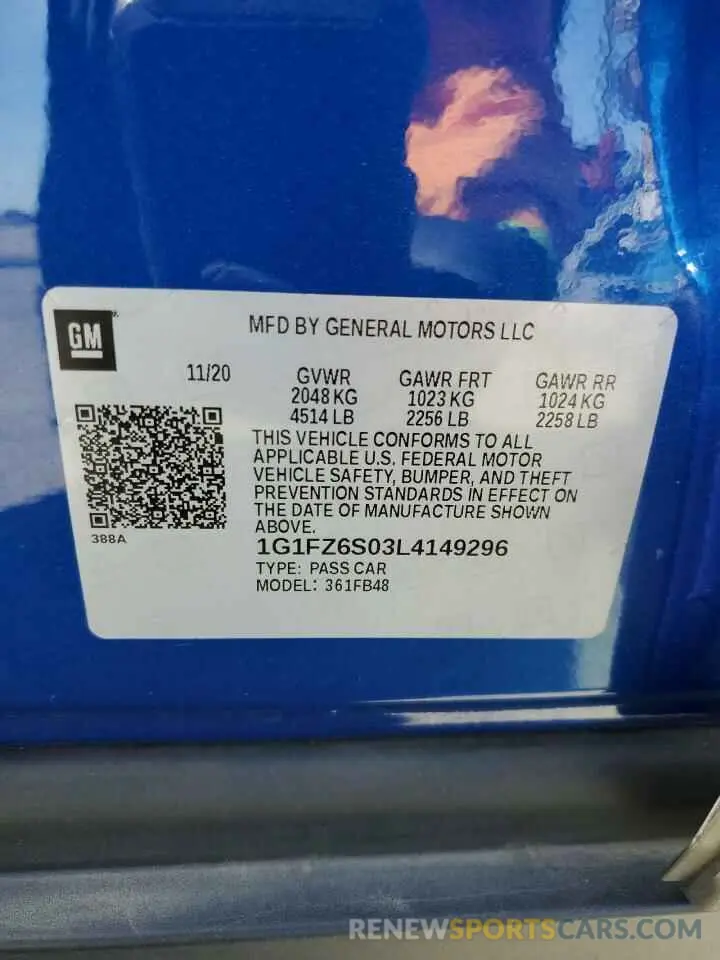 GM
MFD BY GENERAL MOTORS LLC
11/20 GVWR GAWR FRT GAWR RR
2048 KG 1023 KG 1024 KG
4514 LB 2256 LB 2258 LB
THIS VEHICLE CONFORMS TO ALL
APPLICABLE U.S. FEDERAL MOTOR
VEHICLE SAFETY, BUMPER, AND THEFT
PREVENTION STANDARDS IN EFFECT ON
THE DATE OF MANUFACTURE SHOWN
ABOVE.
388A
1G1FZ6S03L4149296
TYPE: PASS CAR
MODEL: 361FB48
RENEWSPORTSCARS.COM